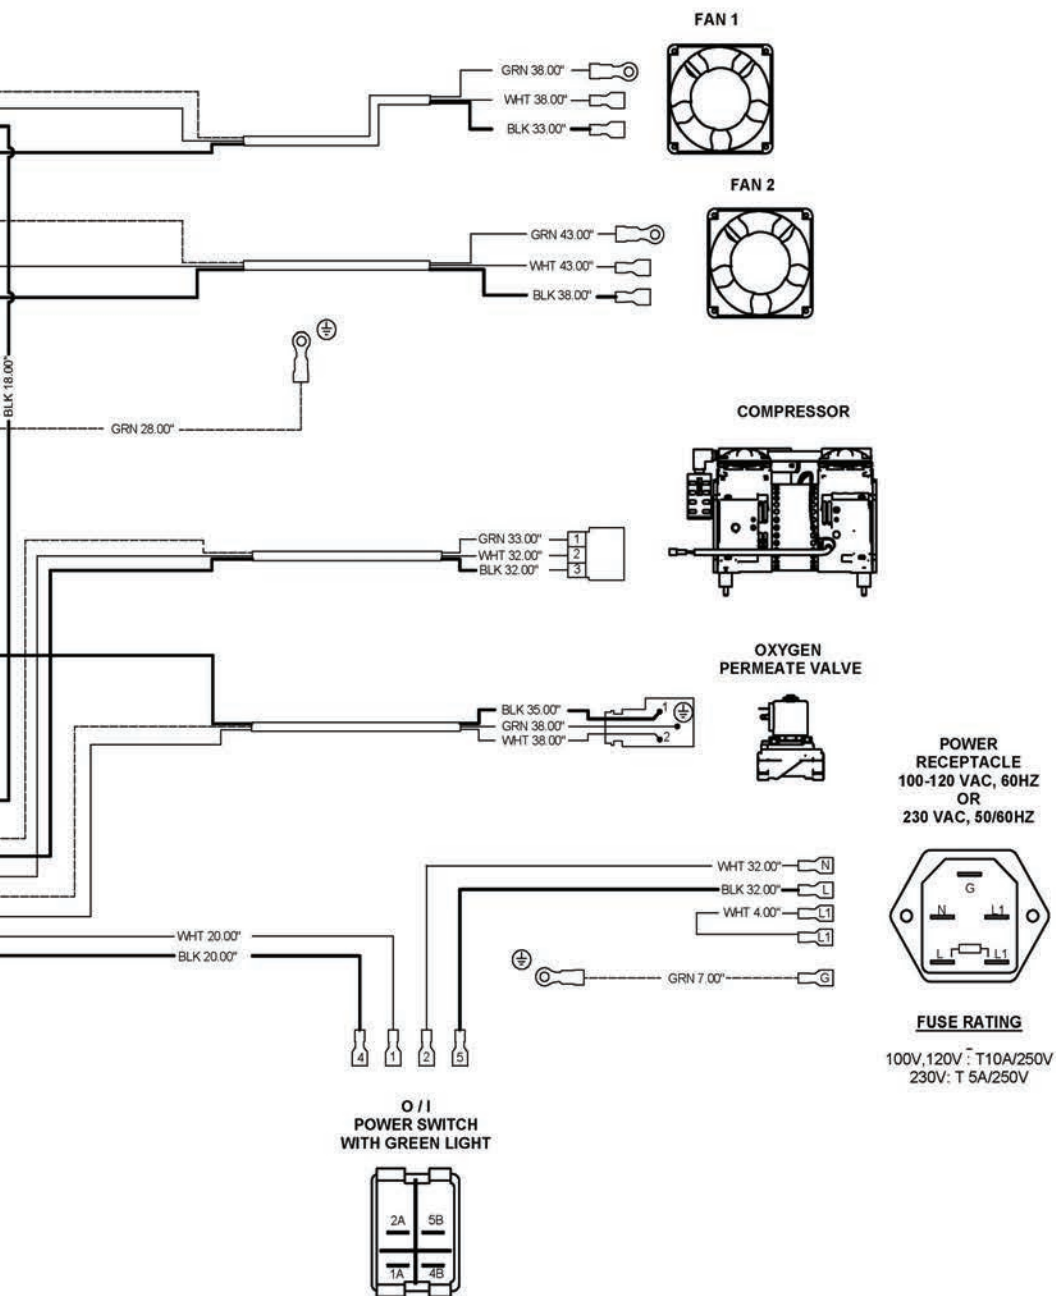 FAN 1
GRN 38.00"
WHT 38.00"
BLK 33.00"
FAN 2
GRN 43.00"
WHT 43.00"
BLK 38.00"
BLK 18.00"
GRN 28.00"
COMPRESSOR
GRN 33.00" 1
WHT 32.00" 2
BLK 32.00" 3
OXYGEN
PERMEATE VALVE
BLK 35.00" 1
GRN 38.00"
WHT 38.00" 2
POWER
RECEPTACLE
100-120 VAC, 60HZ
OR
230 VAC, 50/60HZ
WHT 32.00" N
BLK 32.00" L
WHT 4.00" L1
L1
GRN 7.00" G
G
N L1
L L1
WHT 20.00"
BLK 20.00"
4 1 2 5
FUSE RATING
100V,120V : T10A/250V
230V: T 5A/250V
O / I
POWER SWITCH
WITH GREEN LIGHT
2A 5B
1A 4B